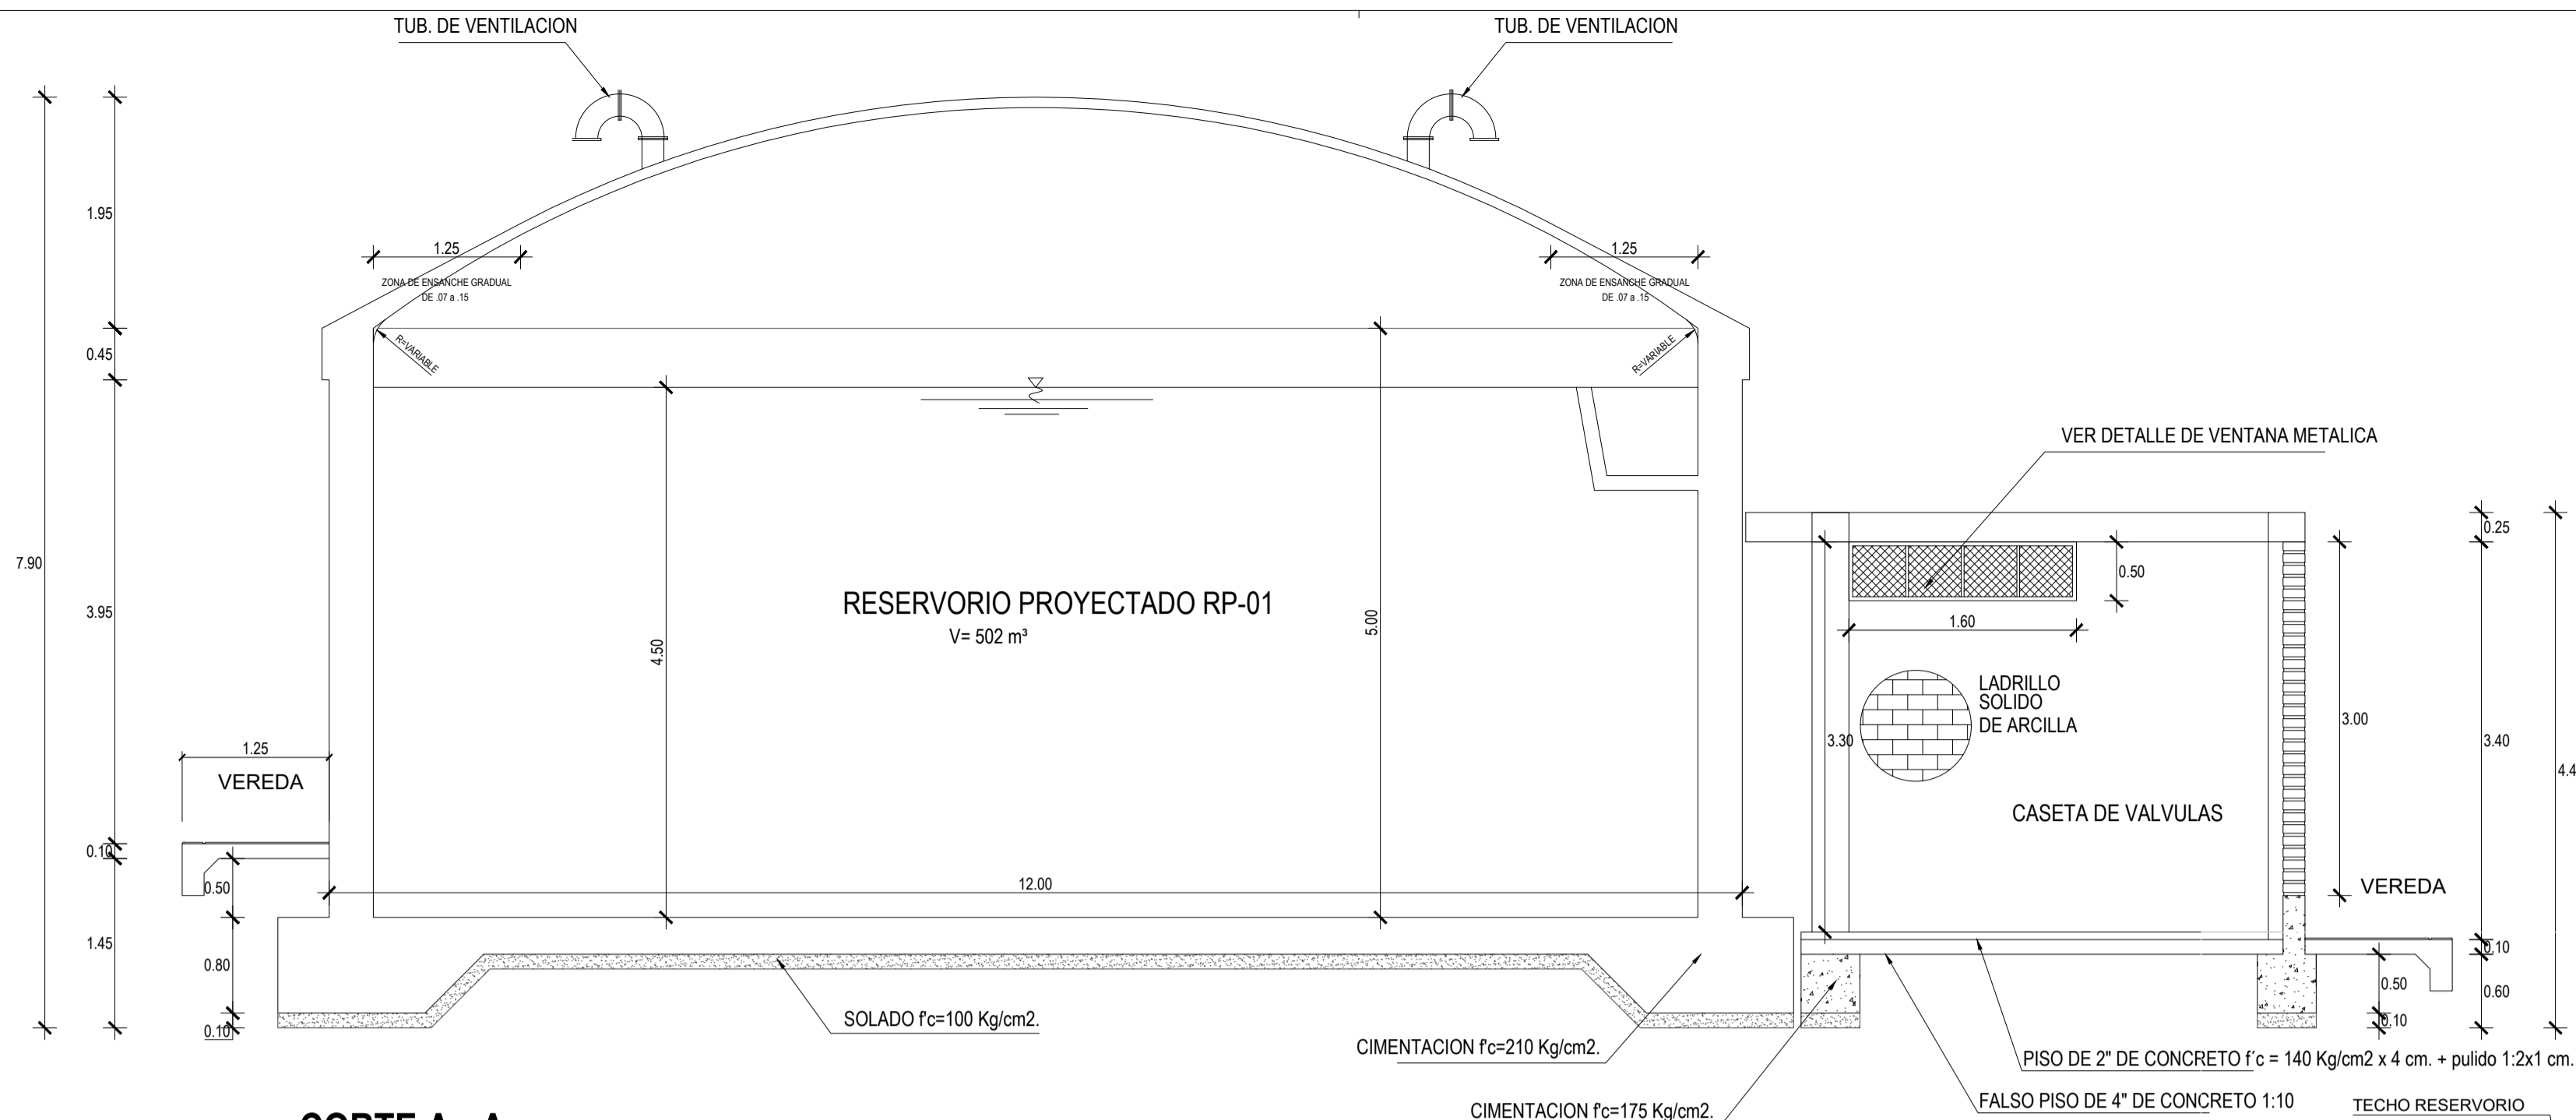 TUB. DE VENTILACION
TUB. DE VENTILACION
1.95
1.25
1.25
ZONA DE ENSANCHE GRADUAL
DE .07 a .15
ZONA DE ENSANCHE GRADUAL
DE .07 a .15
0.45
R=VARIABLE
R=VARIABLE
VER DETALLE DE VENTANA METALICA
0.25
7.90
3.95
RESERVORIO PROYECTADO RP-01
V= 502 m³
4.50
5.00
0.50
1.60
LADRILLO
SOLIDO
DE ARCILLA
3.30
3.00
3.40
1.25
VEREDA
CASETA DE VALVULAS
0.10
0.50
12.00
VEREDA
1.45
0.80
0.10
0.10
0.50
0.60
0.10
SOLADO f'c=100 Kg/cm2.
CIMENTACION f'c=210 Kg/cm2.
PISO DE 2" DE CONCRETO f´c = 140 Kg/cm2 x 4 cm. + pulido 1:2x1 cm.
CIMENTACION f'c=175 Kg/cm2.
FALSO PISO DE 4" DE CONCRETO 1:10
TECHO RESERVORIO
CORTE A - A